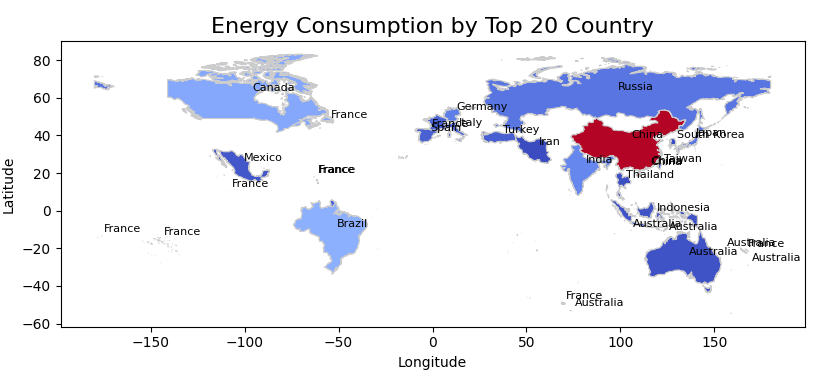 Energy Consumption by Top 20 Country
Latitude
80
60
40
20
0
−20
−40
−60
Canada
France
Germany
France
Italy
Spain
Turkey
Iran
Russia
China
Japan
South Korea
Mexico
France
France
India
China
Taiwan
Thailand
Indonesia
Brazil
Australia
Australia
France
France
Australia
France
Australia
Australia
France
Australia
−150
−100
−50
0
50
100
150
Longitude